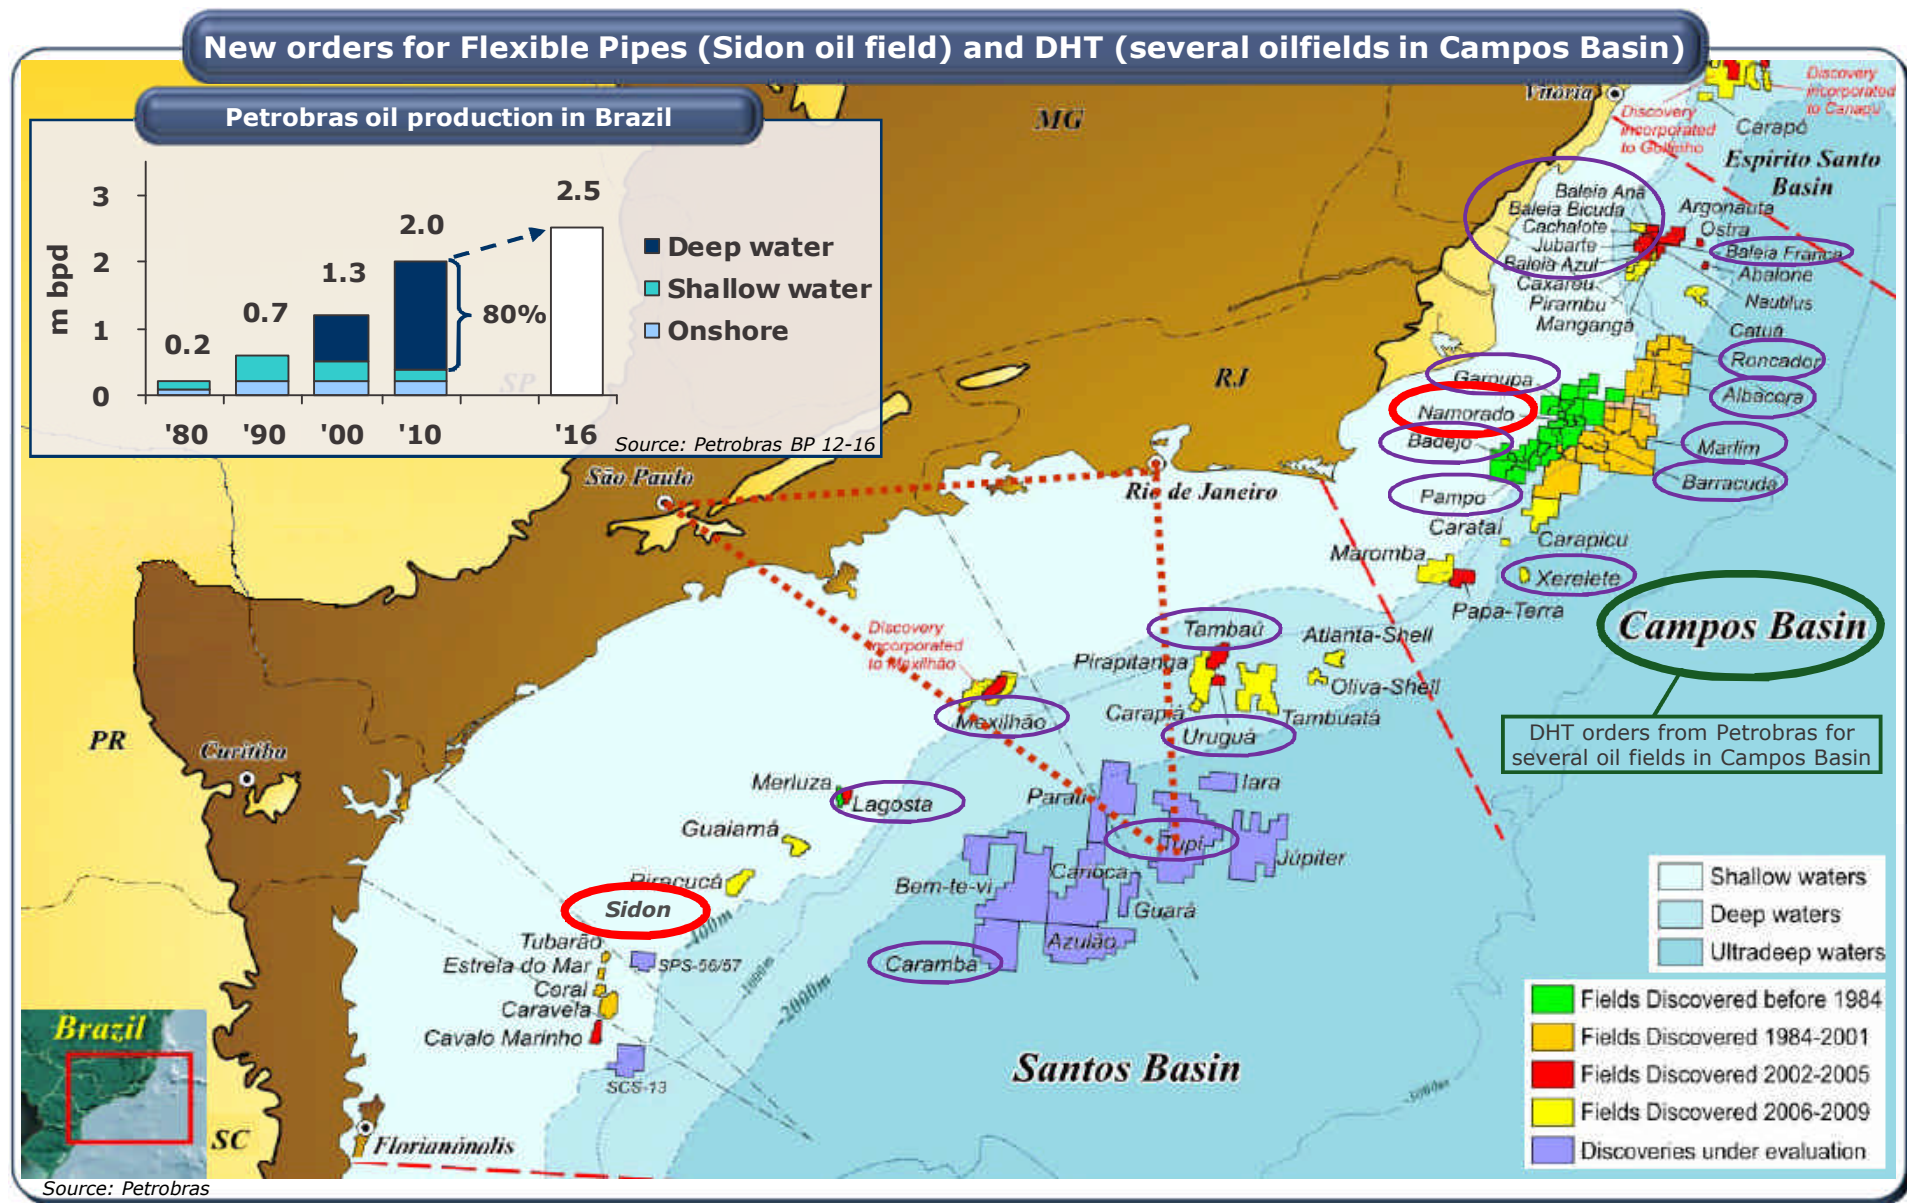 New orders for Flexible Pipes (Sidon oil field) and DHT (several oilfields in Campos Basin)
Petrobras oil production in Brazil
m bpd
3
2
1
0
0.2
0.7
1.3
2.0
2.5
80%
'80
'90
'00
'10
'16
Deep water
Shallow water
Onshore
Source: Petrobras BP 12-16
MG
SP
RJ
PR
SC
Vitória
Discovery
incorporated
to Golfinho
Discovery
incorporated
to Canapu
Carapó
Espírito Santo
Basin
Baleia Anã
Baleia Bicuda
Cachalote
Jubarte
Baleia Azul
Caxaréu
Pirambu
Mangangá
Argonauta
Ostra
Baleia Franca
Abalone
Nautilus
Catuá
Roncador
Albacora
Marlim
Barracuda
Garoupa
Namorado
Badejo
Pampo
Carataí
Carapicu
Maromba
Xerelete
Papa-Terra
Campos Basin
DHT orders from Petrobras for
several oil fields in Campos Basin
São Paulo
Rio de Janeiro
Discovery
incorporated
to Mexilhão
Mexilhão
Tambaú
Pirapitanga
Carapiá
Uruguá
Tambuatá
Atlanta-Shell
Oliva-Shell
Curitiba
Merluza
Lagosta
Guaiamá
Piracucá
Sidon
Parati
Iara
Tupi
Júpiter
Bem-te-vi
Carioca
Guará
Azulão
Caramba
Tubarão
Estrela do Mar
Coral
Caravela
Cavalo Marinho
SPS-56/57
SCS-13
-400m
-1000m
-2000m
-3000m
Santos Basin
Florianópolis
Brazil
Shallow waters
Deep waters
Ultradeep waters
Fields Discovered before 1984
Fields Discovered 1984-2001
Fields Discovered 2002-2005
Fields Discovered 2006-2009
Discoveries under evaluation
Source: Petrobras